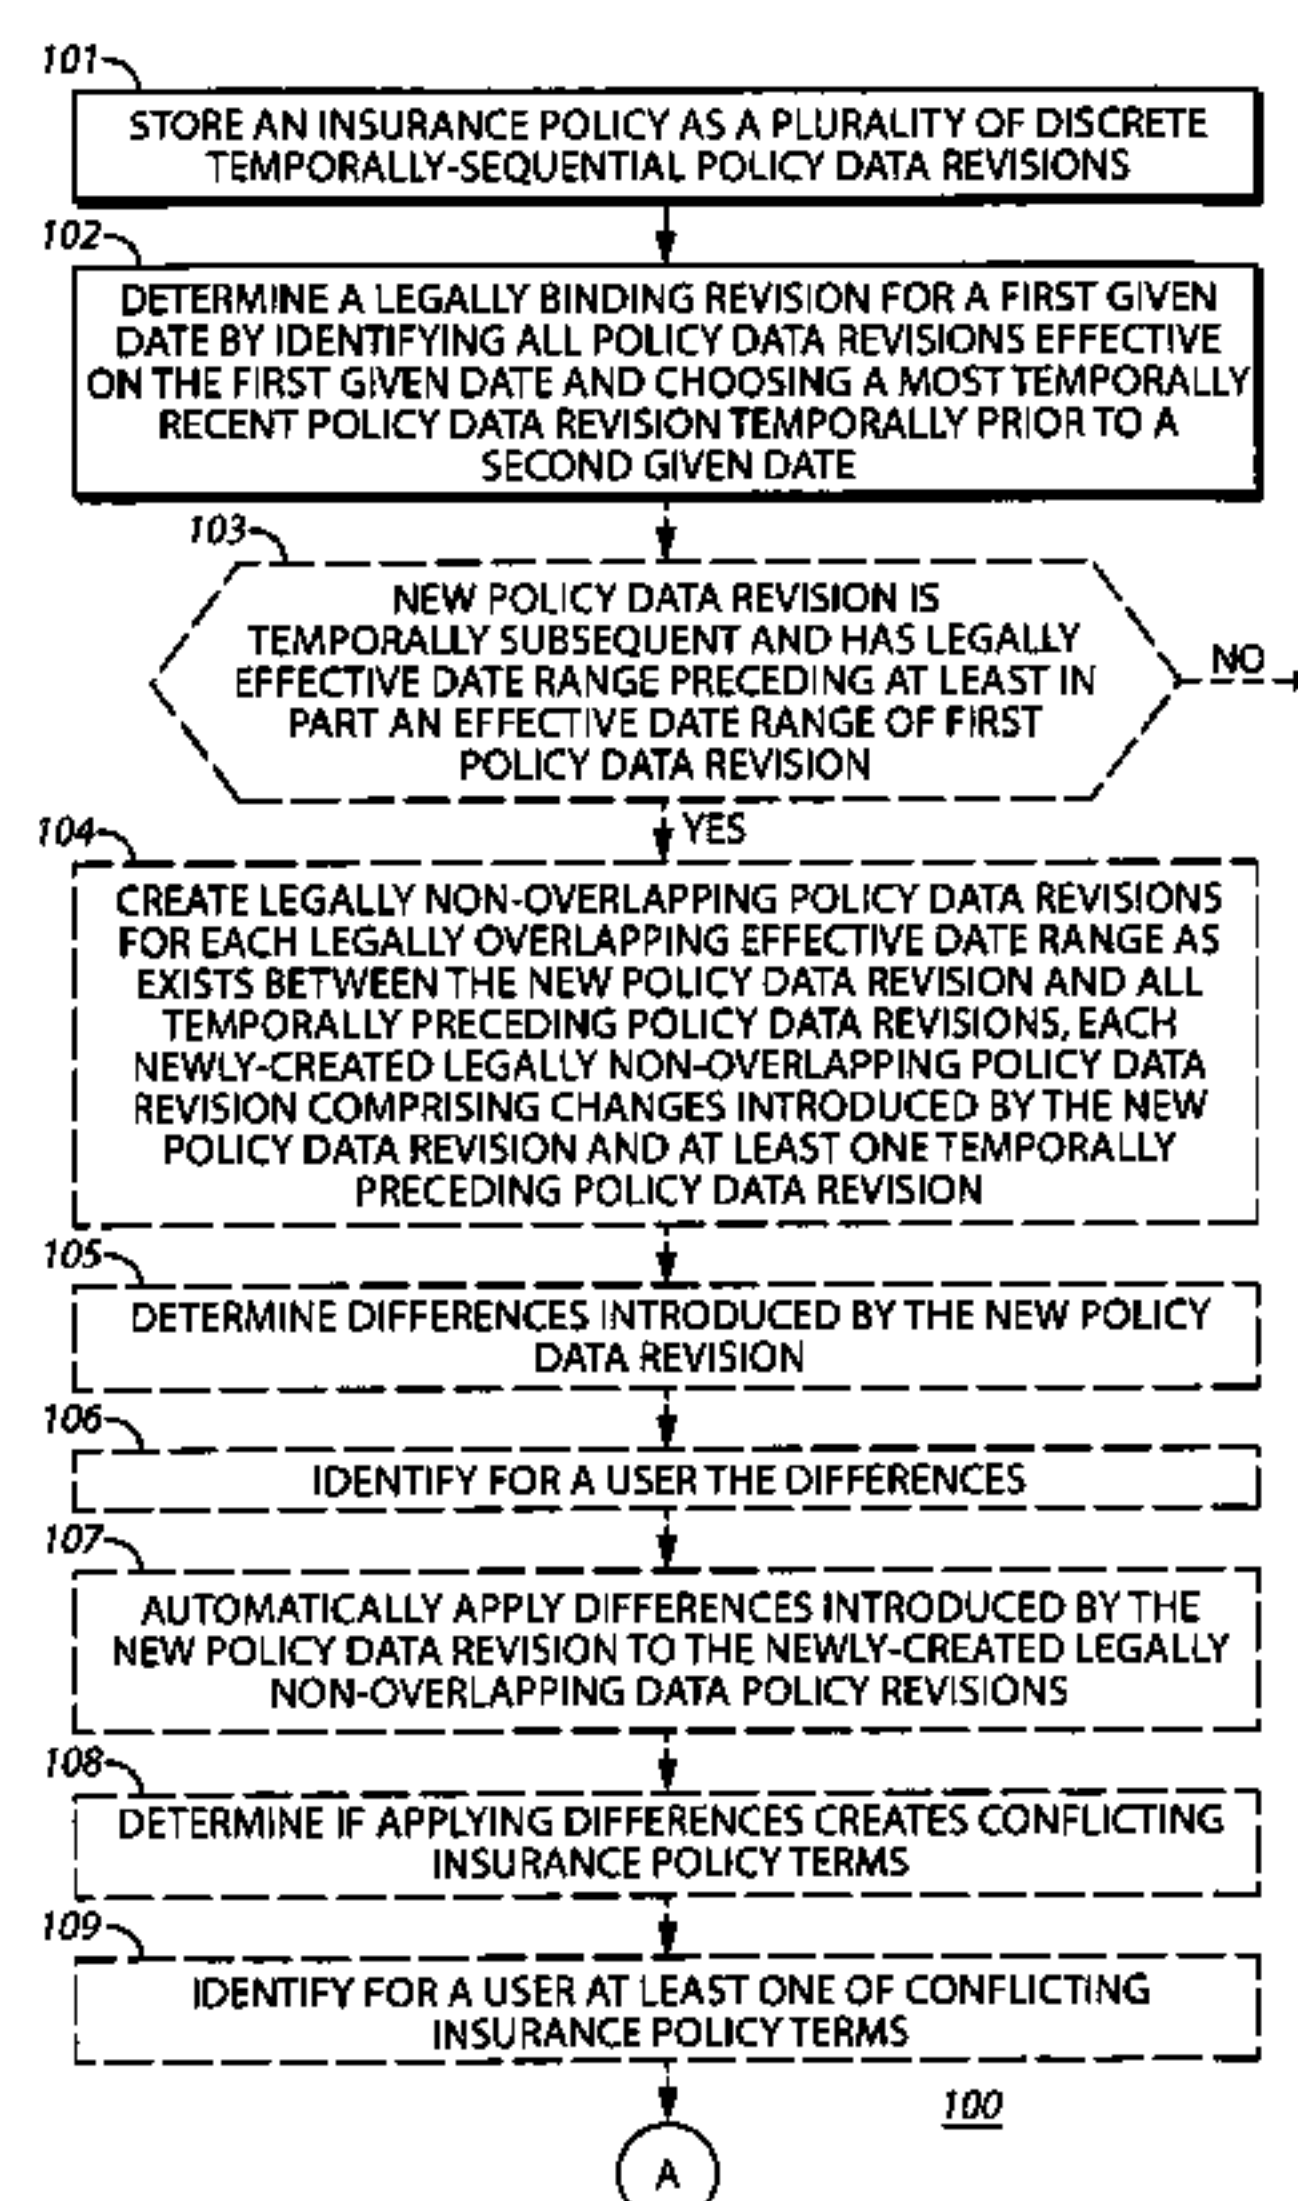 101
STORE AN INSURANCE POLICY AS A PLURALITY OF DISCRETE
TEMPORALLY-SEQUENTIAL POLICY DATA REVISIONS
102
DETERMINE A LEGALLY BINDING REVISION FOR A FIRST GIVEN
DATE BY IDENTIFYING ALL POLICY DATA REVISIONS EFFECTIVE
ON THE FIRST GIVEN DATE AND CHOOSING A MOST TEMPORALLY
RECENT POLICY DATA REVISION TEMPORALLY PRIOR TO A
SECOND GIVEN DATE
103
NEW POLICY DATA REVISION IS
TEMPORALLY SUBSEQUENT AND HAS LEGALLY
EFFECTIVE DATE RANGE PRECEDING AT LEAST IN
PART AN EFFECTIVE DATE RANGE OF FIRST
POLICY DATA REVISION
NO
YES
104
CREATE LEGALLY NON-OVERLAPPING POLICY DATA REVISIONS
FOR EACH LEGALLY OVERLAPPING EFFECTIVE DATE RANGE AS
EXISTS BETWEEN THE NEW POLICY DATA REVISION AND ALL
TEMPORALLY PRECEDING POLICY DATA REVISIONS, EACH
NEWLY-CREATED LEGALLY NON-OVERLAPPING POLICY DATA
REVISION COMPRISING CHANGES INTRODUCED BY THE NEW
POLICY DATA REVISION AND AT LEAST ONE TEMPORALLY
PRECEDING POLICY DATA REVISION
105
DETERMINE DIFFERENCES INTRODUCED BY THE NEW POLICY
DATA REVISION
106
IDENTIFY FOR A USER THE DIFFERENCES
107
AUTOMATICALLY APPLY DIFFERENCES INTRODUCED BY THE
NEW POLICY DATA REVISION TO THE NEWLY-CREATED LEGALLY
NON-OVERLAPPING DATA POLICY REVISIONS
108
DETERMINE IF APPLYING DIFFERENCES CREATES CONFLICTING
INSURANCE POLICY TERMS
109
IDENTIFY FOR A USER AT LEAST ONE OF CONFLICTING
INSURANCE POLICY TERMS
100
A